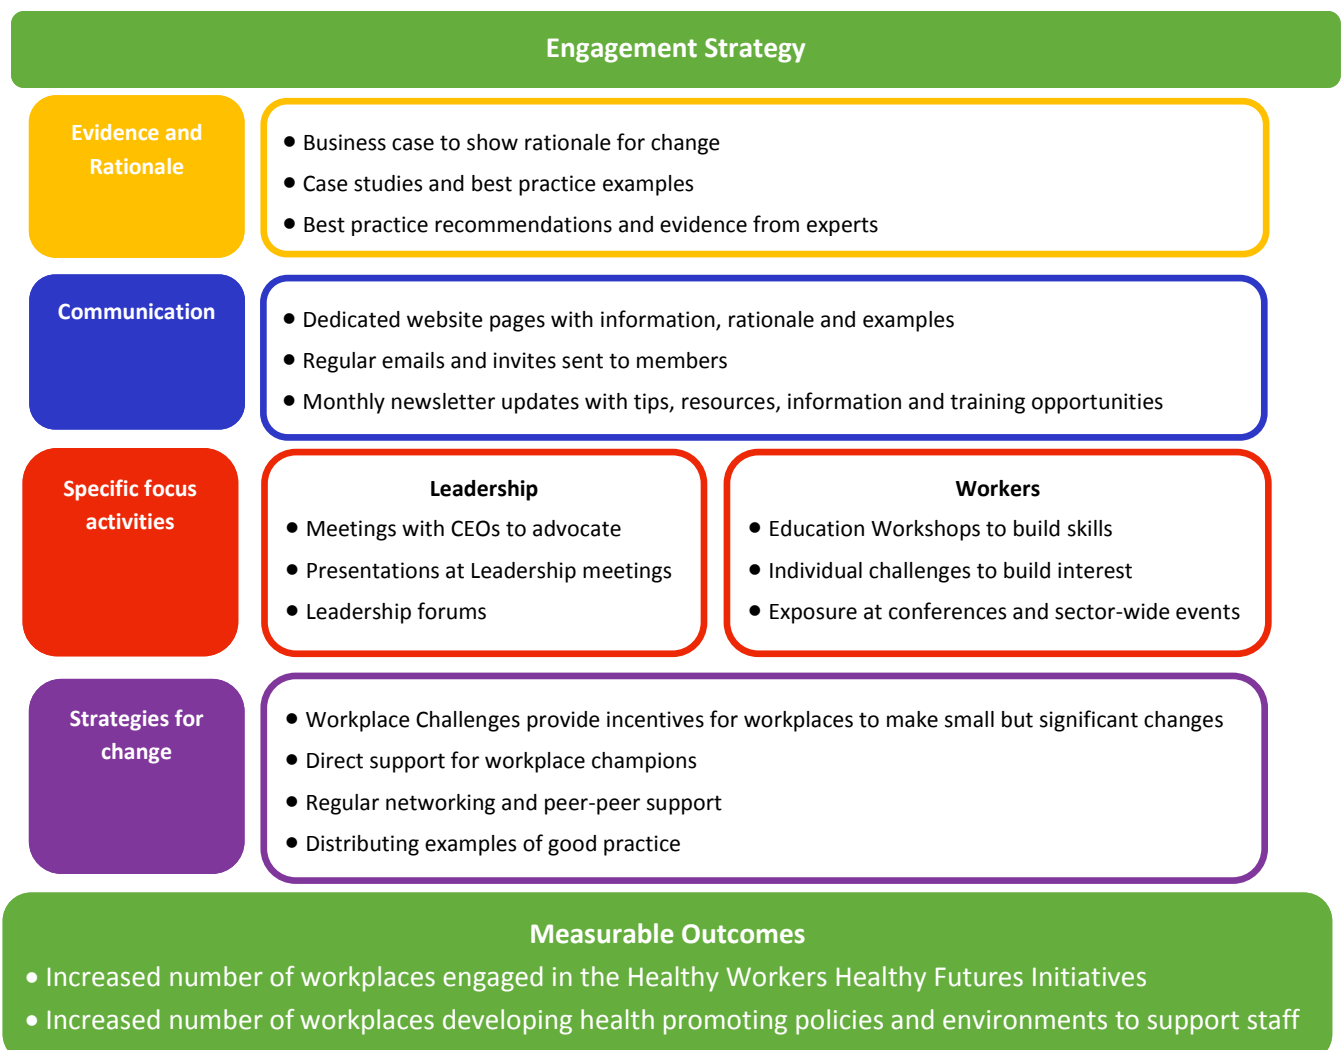 Engagement Strategy
Evidence and
Rationale
• Business case to show rationale for change
• Case studies and best practice examples
• Best practice recommendations and evidence from experts
Communication
• Dedicated website pages with information, rationale and examples
• Regular emails and invites sent to members
• Monthly newsletter updates with tips, resources, information and training opportunities
Specific focus
activities
Leadership
• Meetings with CEOs to advocate
• Presentations at Leadership meetings
• Leadership forums
Workers
• Education Workshops to build skills
• Individual challenges to build interest
• Exposure at conferences and sector-wide events
Strategies for
change
• Workplace Challenges provide incentives for workplaces to make small but significant changes
• Direct support for workplace champions
• Regular networking and peer-peer support
• Distributing examples of good practice
Measurable Outcomes
• Increased number of workplaces engaged in the Healthy Workers Healthy Futures Initiatives
• Increased number of workplaces developing health promoting policies and environments to support staff